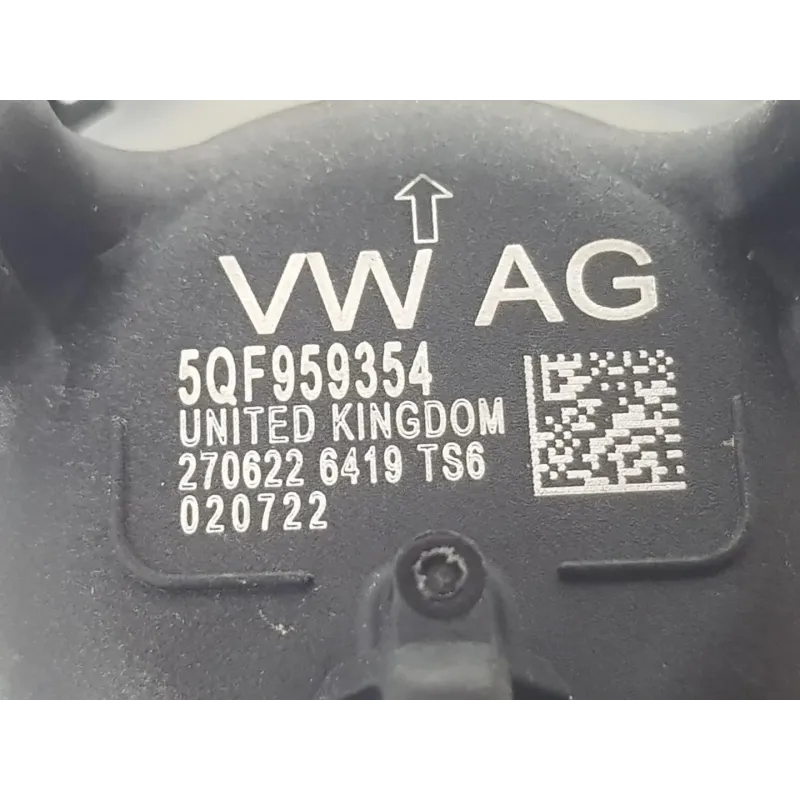 VW AG
5QF959354
UNITED KINGDOM
270622 6419 TS6
020722